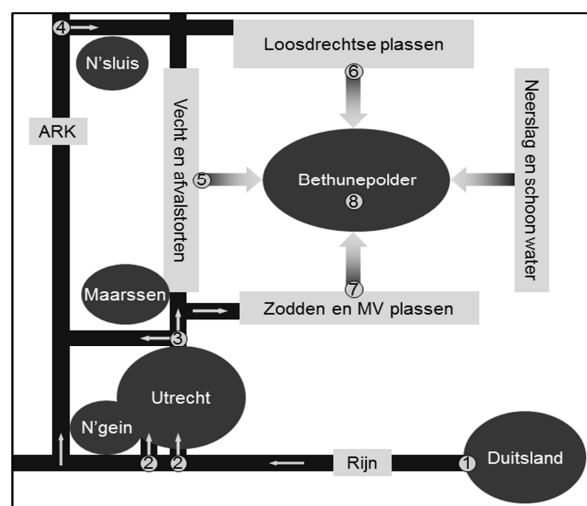 4
N'sluis
Loosdrechtse plassen
6
ARK
Vecht en afvalstorten
5
Bethunepolder
8
Neerslag en schoon water
Maarssen
7
Zodden en MV plassen
3
Utrecht
N'gein
2
2
Rijn
1
Duitsland